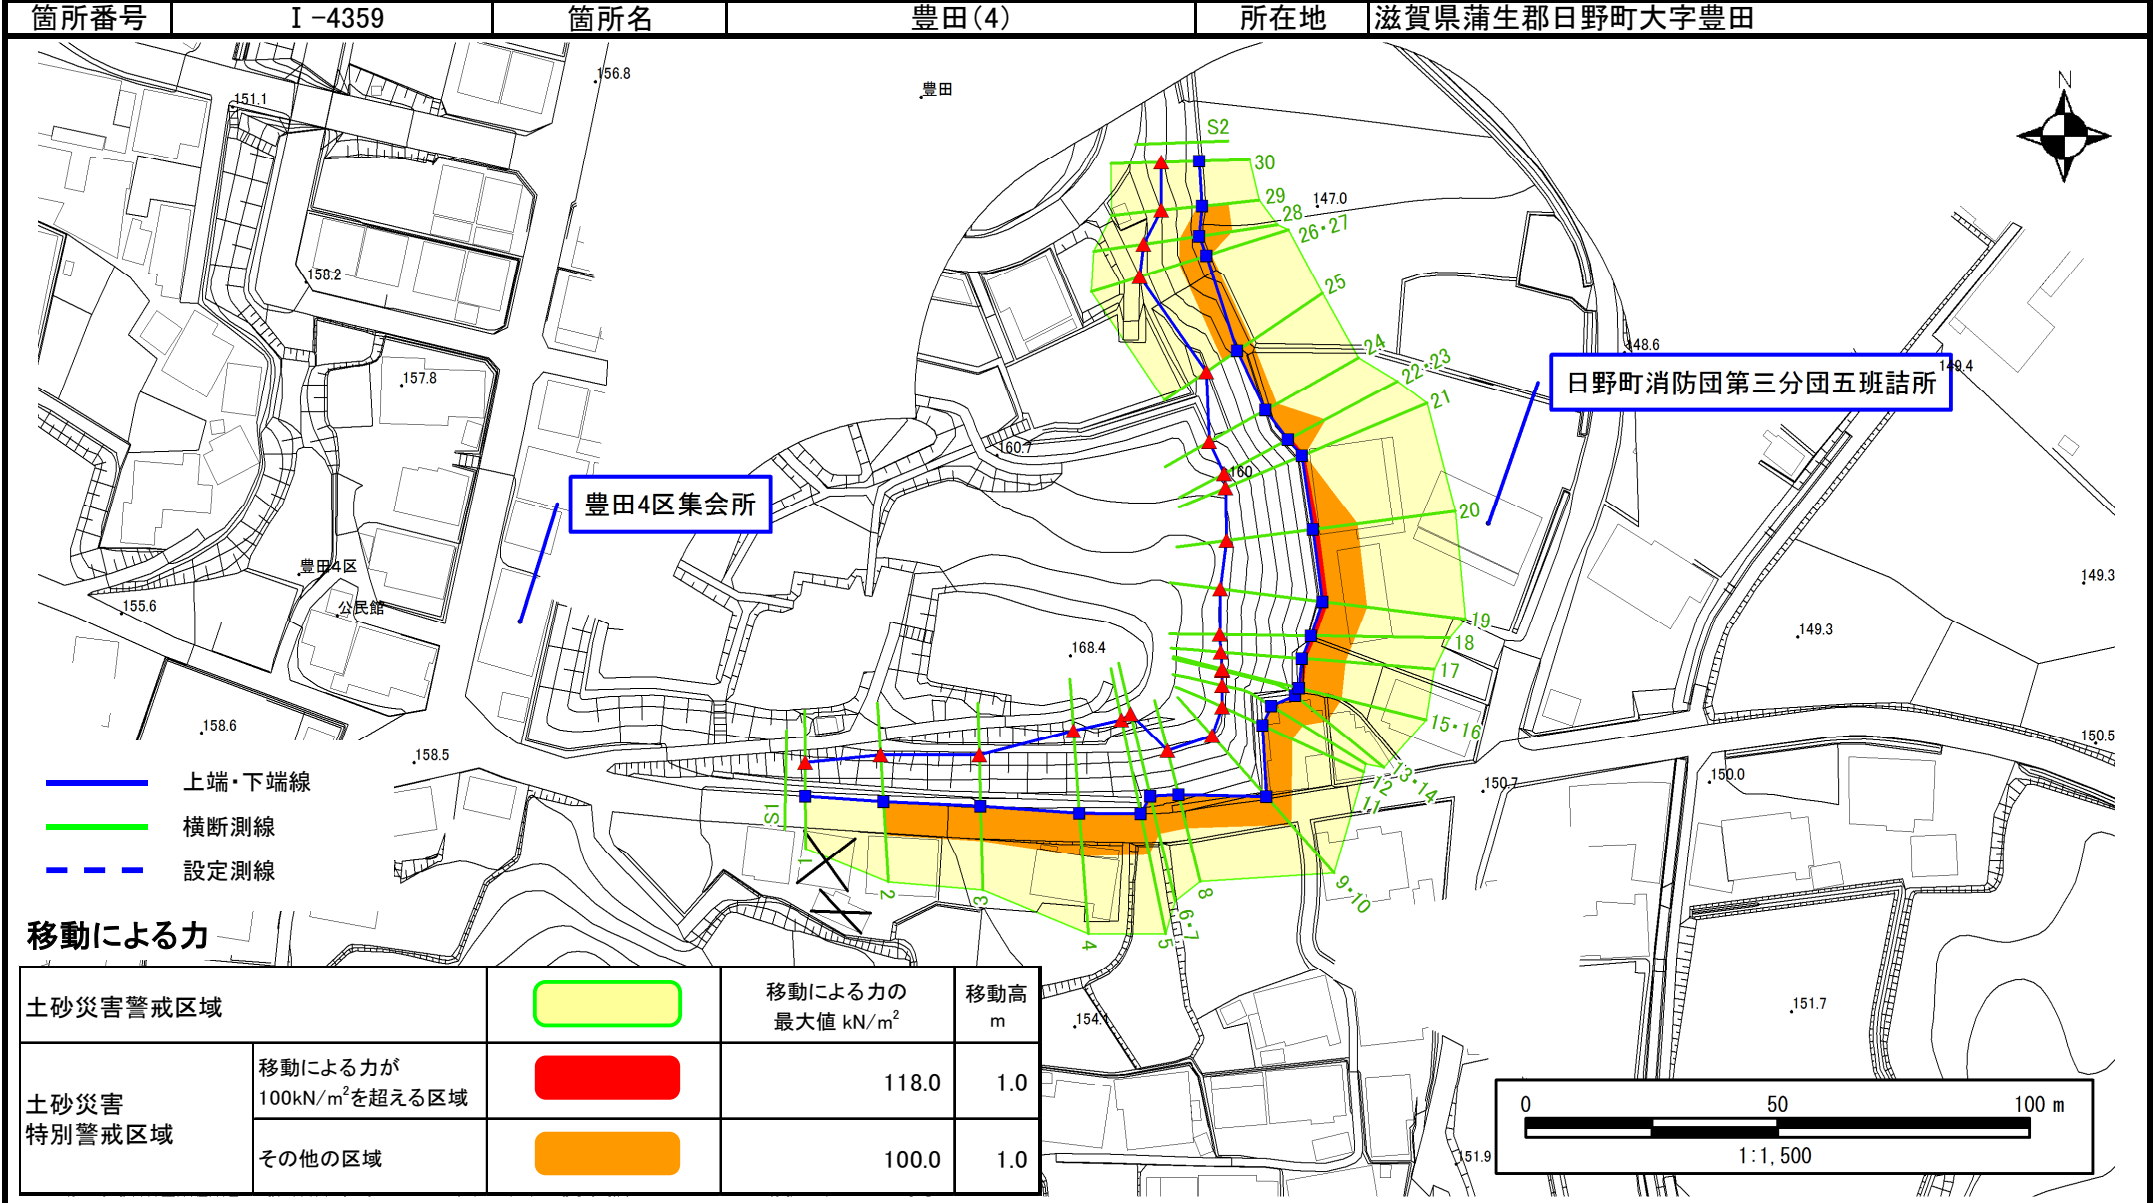 箇所番号 Ⅰ-4359 箇所名 豊田(4) 所在地 滋賀県蒲生郡日野町大字豊田
156.8
豊田
151.1
N
S2
30
29
147.0
28
26・27
158.2
25
24
148.6
22・23
149.4
日野町消防団第三分団五班詰所
157.8
21
160.7
160
豊田4区集会所
20
豊田4区
149.3
155.6
公民館
19
149.3
18
168.4
17
158.6
15・16
150.5
158.5
13・14
150.7
150.0
12
11
上端・下端線
S1
横断測線
1
設定測線
2
3
8
9・10
移動による力
4
5
6・7
土砂災害警戒区域
移動による力の
最大値 kN/m²
移動高
m
154.1
151.7
土砂災害
特別警戒区域
移動による力が
100kN/m²を超える区域
118.0 1.0
その他の区域
100.0 1.0
0 50 100 m
1:1,500
151.9